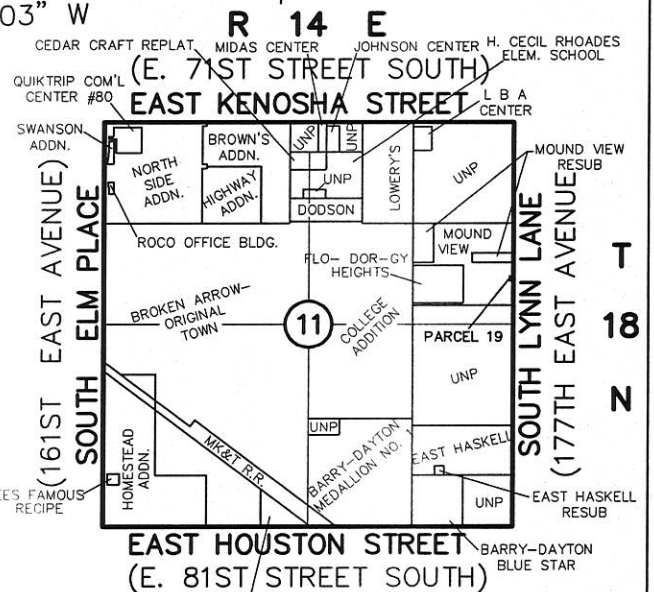 03" W
R 14 E
CEDAR CRAFT REPLAT
MIDAS CENTER
JOHNSON CENTER
H. CECIL RHOADES
ELEM. SCHOOL
(E. 71ST STREET SOUTH)
QUIKTRIP COM'L
CENTER #80
EAST KENOSHA STREET
L B A
CENTER
SWANSON
ADDN.
NORTH
SIDE
ADDN.
BROWN'S
ADDN.
HIGHWAY
ADDN.
UNP
UNP
UNP
DODSON
LOWERY'S
UNP
MOUND VIEW
RESUB
ROCO OFFICE BLDG.
FLO- DOR-GY
HEIGHTS
MOUND
VIEW
(161ST EAST AVENUE)
SOUTH ELM PLACE
BROKEN ARROW-
ORIGINAL
TOWN
11
COLLEGE
ADDITION
PARCEL 19
SOUTH LYNN LANE
(177TH EAST AVENUE)
T
18
N
UNP
HOMESTEAD
ADDN.
MK&T R.R.
UNP
BARRY-DAYTON
MEDALLION NO. 1
EAST HASKELL
EES FAMOUS
RECIPE
UNP
EAST HASKELL
RESUB
EAST HOUSTON STREET
(E. 81ST STREET SOUTH)
BARRY-DAYTON
BLUE STAR